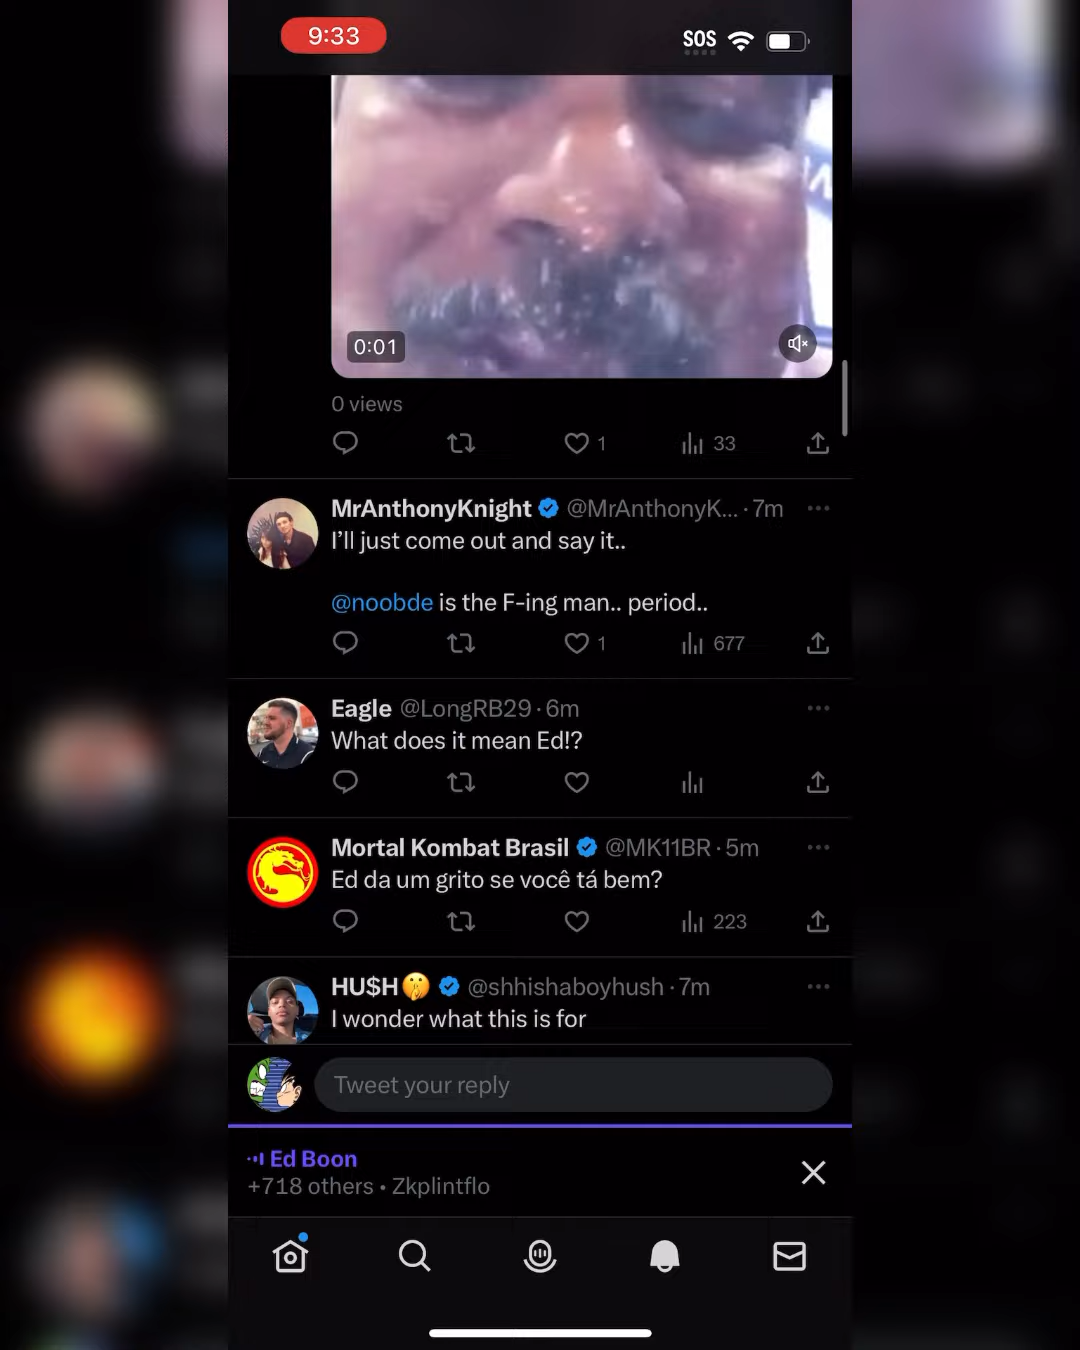 9:33
SOS
0:01
0 views
1
33
MrAnthonyKnight @MrAnthonyK... · 7m
I’ll just come out and say it..
@noobde is the F-ing man.. period..
1
677
Eagle @LongRB29 · 6m
What does it mean Ed!?
Mortal Kombat Brasil @MK11BR · 5m
Ed da um grito se você tá bem?
223
HU$H🤫 @shhishaboyhush · 7m
I wonder what this is for
Tweet your reply
Ed Boon
+718 others • Zkplintflo